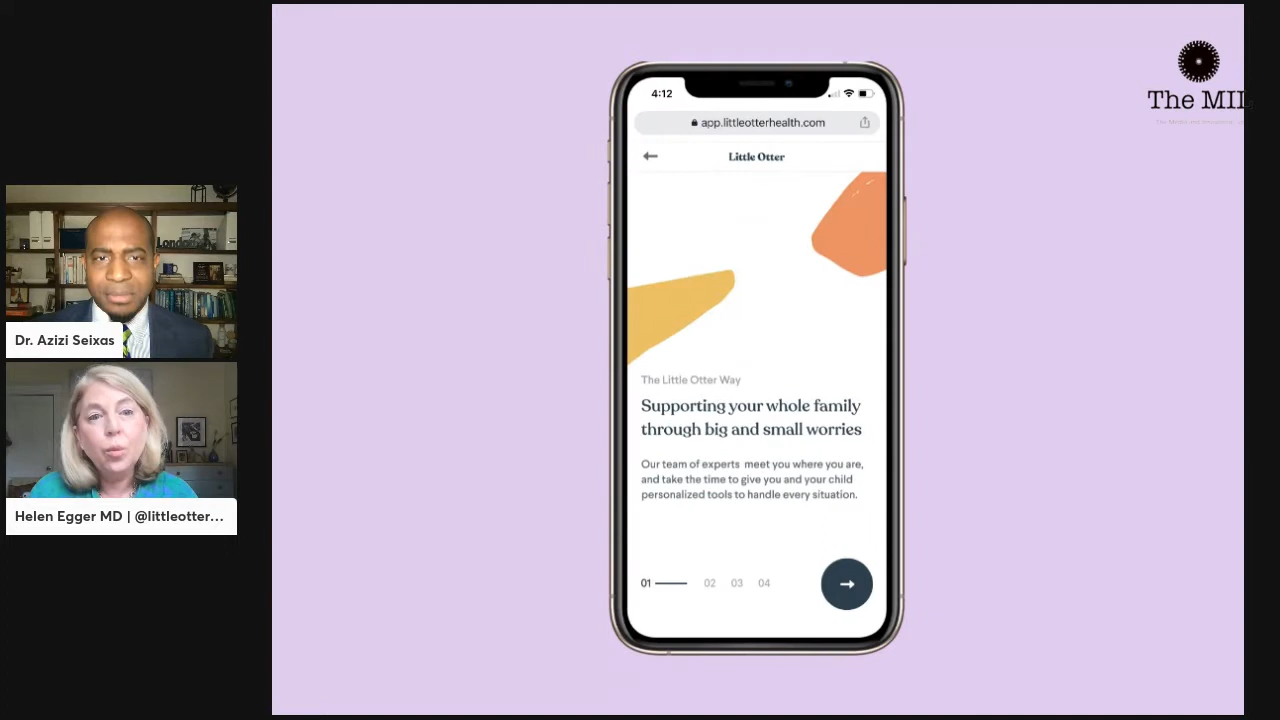 Dr. Azizi Seixas
Helen Egger MD | @littleotter…
4:12
app.littleotterhealth.com
Little Otter
The Little Otter Way
Supporting your whole family
through big and small worries
Our team of experts meet you where you are,
and take the time to give you and your child
personalized tools to handle every situation.
01
02
03
04
The MIL